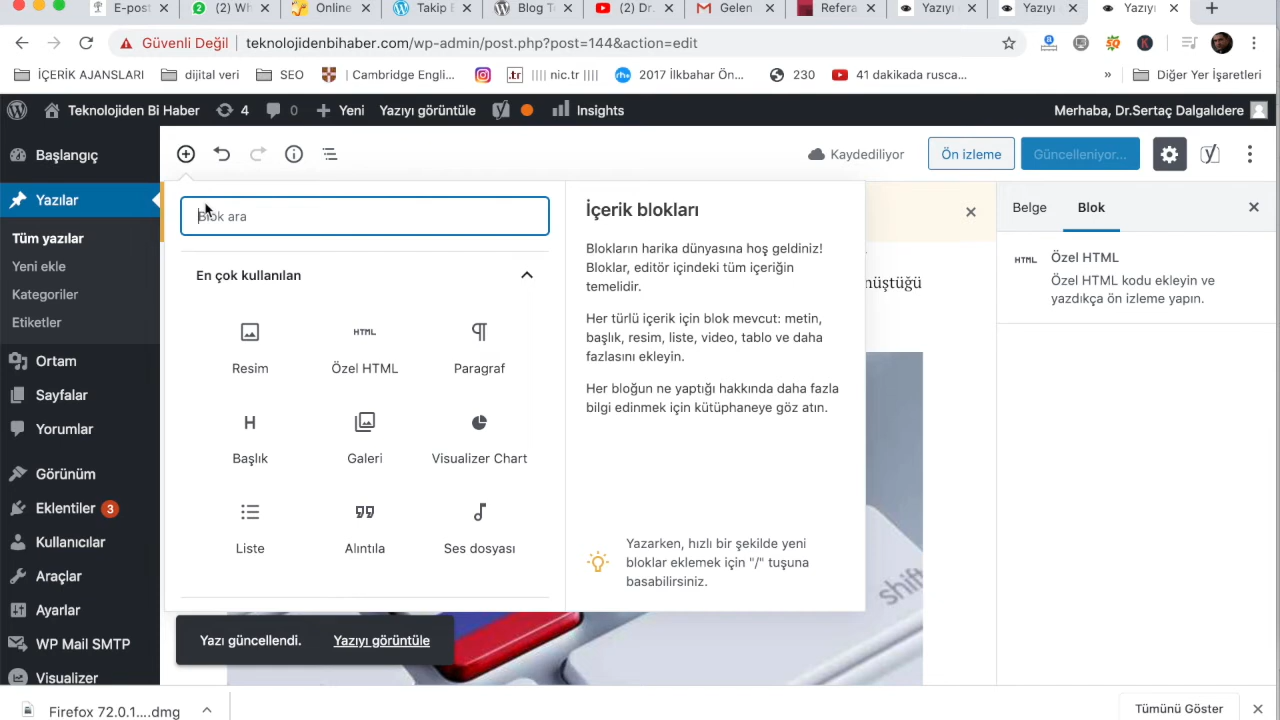 E-post
(2) Wh
Online
Takip E
Blog To
(2) Dr.
Gelen
Refera
Yazıyı
Yazıyı
Yazıyı
Güvenli Değil
teknolojidenbihaber.com/wp-admin/post.php?post=144&action=edit
İÇERİK AJANSLARI
dijital veri
SEO
| Cambridge Engli...
|||| nic.tr ||||
2017 İlkbahar Ön...
230
41 dakikada rusca...
»
Diğer Yer İşaretleri
Teknolojiden Bi Haber
4
0
Yeni
Yazıyı görüntüle
Insights
Merhaba, Dr.Sertaç Dalgalıdere
Başlangıç
Yazılar
Tüm yazılar
Yeni ekle
Kategoriler
Etiketler
Ortam
Sayfalar
Yorumlar
Görünüm
Eklentiler 3
Kullanıcılar
Araçlar
Ayarlar
WP Mail SMTP
Visualizer
Kaydediliyor
Ön izleme
Güncelleniyor...
Blok ara
En çok kullanılan
Resim
HTML
Özel HTML
Paragraf
H
Başlık
Galeri
Visualizer Chart
Liste
Alıntıla
Ses dosyası
İçerik blokları
Blokların harika dünyasına hoş geldiniz!
Bloklar, editör içindeki tüm içeriğin
temelidir.
Her türlü içerik için blok mevcut: metin,
başlık, resim, liste, video, tablo ve daha
fazlasını ekleyin.
Her bloğun ne yaptığı hakkında daha fazla
bilgi edinmek için kütüphaneye göz atın.
Yazarken, hızlı bir şekilde yeni
bloklar eklemek için "/" tuşuna
basabilirsiniz.
nüştüğü
shift
Belge
Blok
HTML
Özel HTML
Özel HTML kodu ekleyin ve
yazdıkça ön izleme yapın.
Yazı güncellendi.
Yazıyı görüntüle
Firefox 72.0.1....dmg
Tümünü Göster